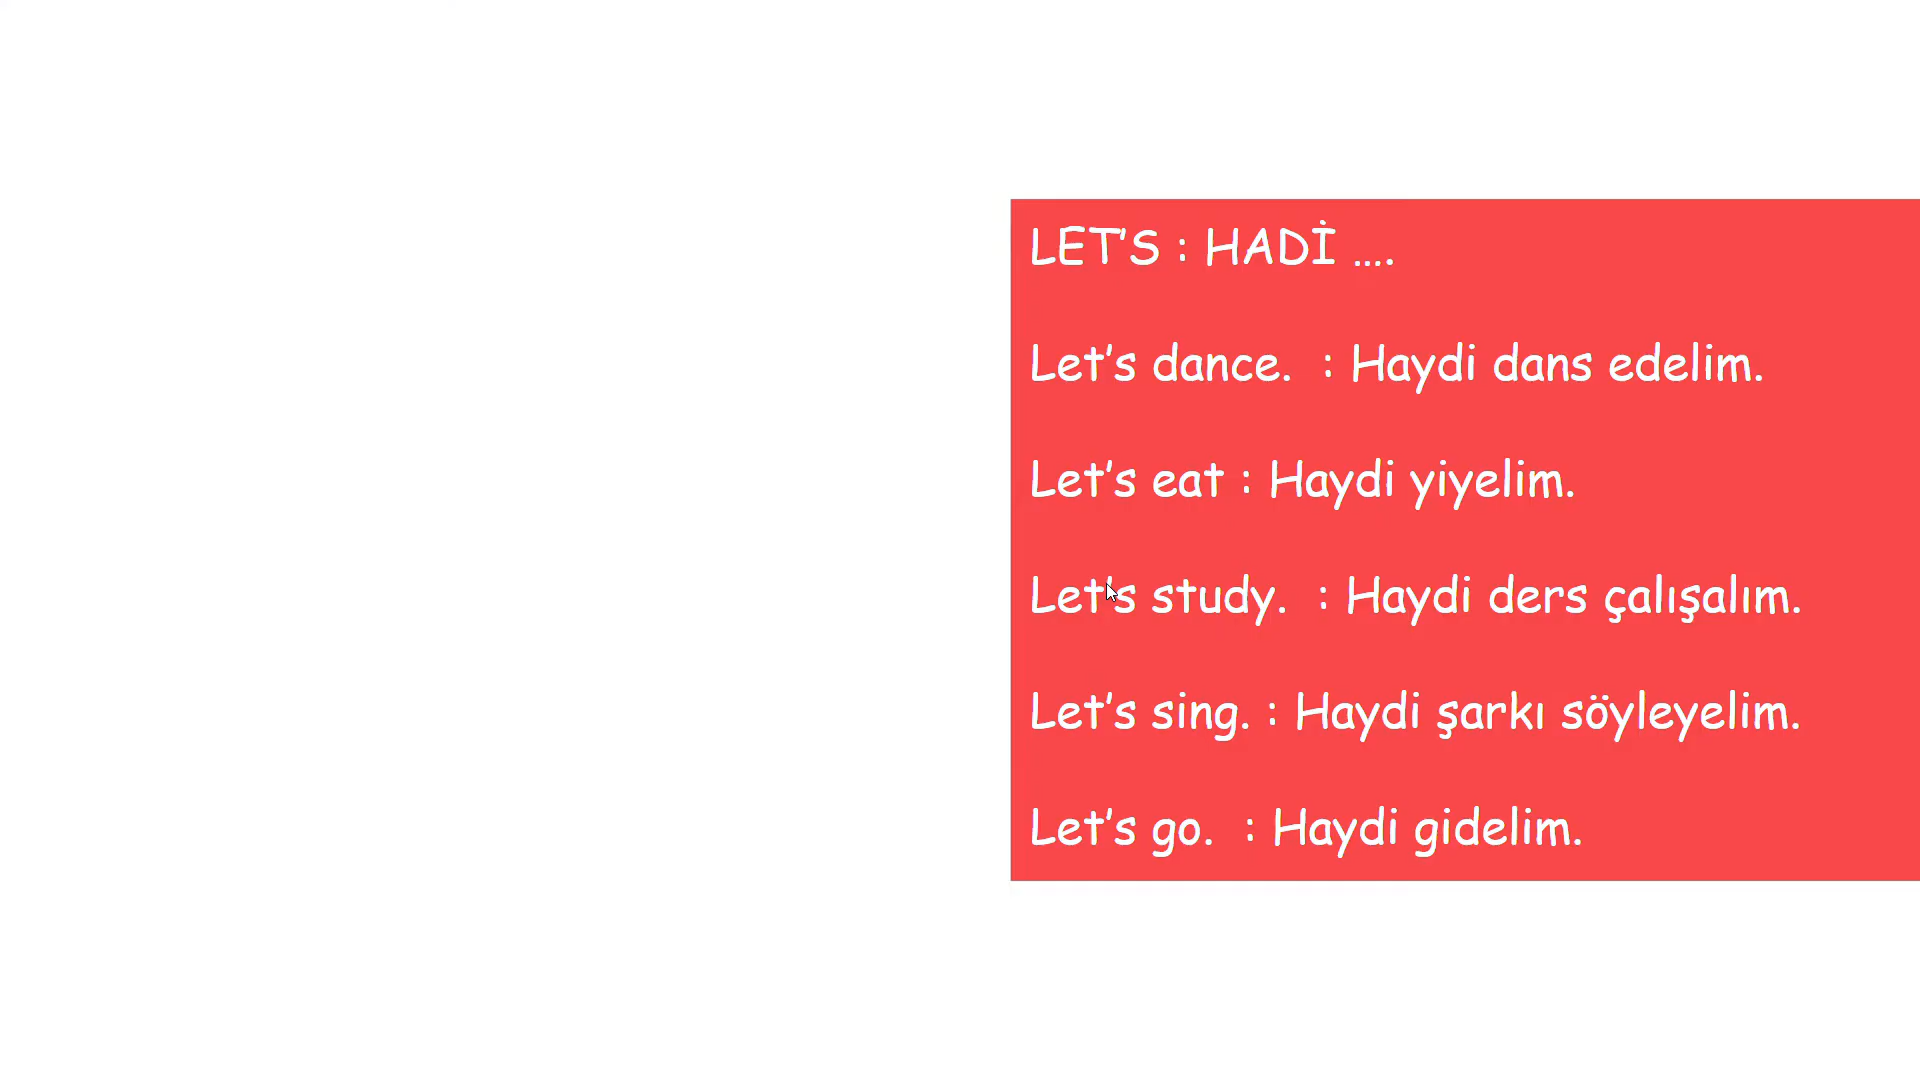 LET’S : HADİ ....
Let’s dance.  : Haydi dans edelim.
Let’s eat : Haydi yiyelim.
Let’s study.  : Haydi ders çalışalım.
Let’s sing. : Haydi şarkı söyleyelim.
Let’s go.  : Haydi gidelim.